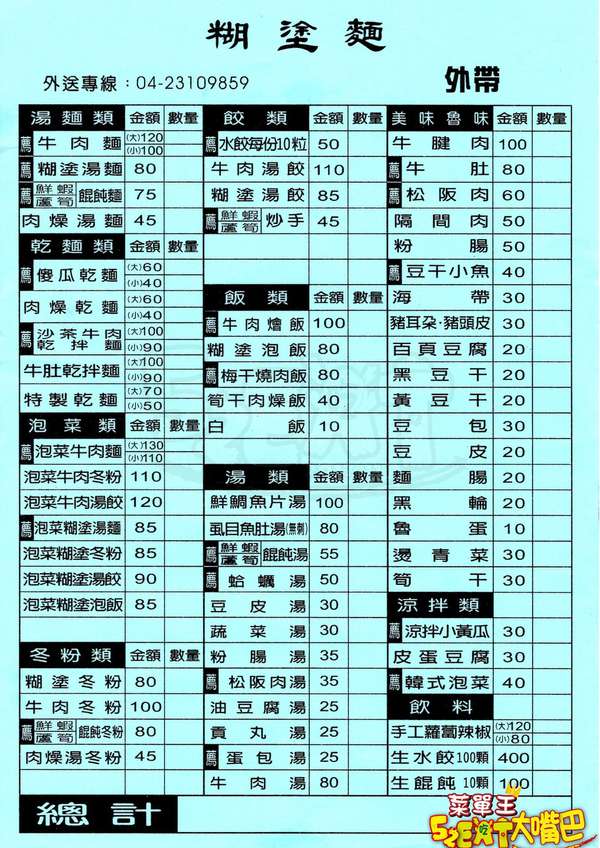 糊塗麵
外送專線：04-23109859
外帶
湯麵類 金額 數量
薦 牛肉麵 (大)120 (小)100
薦 糊塗湯麵 80
薦 鮮蝦蘆筍餛飩麵 75
肉燥湯麵 45
乾麵類 金額 數量
薦 傻瓜乾麵 (大)60 (小)40
肉燥乾麵 (大)60 (小)40
薦 沙茶牛肉乾拌麵 (大)100 (小)90
牛肚乾拌麵 (大)100 (小)90
特製乾麵 (大)70 (小)50
泡菜類 金額 數量
薦 泡菜牛肉麵 (大)130 (小)110
泡菜牛肉冬粉 110
泡菜牛肉湯餃 120
薦 泡菜糊塗湯麵 85
泡菜糊塗冬粉 85
泡菜糊塗湯餃 90
泡菜糊塗泡飯 85
冬粉類 金額 數量
糊塗冬粉 80
牛肉冬粉 100
薦 鮮蝦蘆筍餛飩冬粉 80
肉燥湯冬粉 45
餃類 金額 數量
薦 水餃每份10粒 50
牛肉湯餃 110
糊塗湯餃 85
薦 鮮蝦蘆筍炒手 45
飯類 金額 數量
薦 牛肉燴飯 100
糊塗泡飯 80
薦 梅干燒肉飯 80
筍干肉燥飯 40
白飯 10
湯類 金額 數量
鮮鯛魚片湯 100
虱目魚肚湯(無刺) 80
薦 鮮蝦蘆筍餛飩湯 55
薦 蛤蠣湯 50
豆皮湯 30
蔬菜湯 30
粉腸湯 35
薦 松阪肉湯 35
油豆腐湯 25
貢丸湯 25
薦 蛋包湯 25
牛肉湯 80
美味魯味 金額 數量
牛腱肉 100
薦 牛肚 80
薦 松阪肉 60
隔間肉 50
粉腸 50
薦 豆干小魚 40
海帶 30
豬耳朵·豬頭皮 30
百頁豆腐 20
黑豆干 20
黃豆干 20
豆包 30
豆皮 20
麵腸 20
黑輪 20
魯蛋 10
燙青菜 30
筍干 30
涼拌類
薦 涼拌小黃瓜 30
皮蛋豆腐 30
薦 韓式泡菜 40
飲料
手工蘿蔔辣椒 (大)120 (小)80
生水餃100顆 400
生餛飩10顆 100
總計
菜單王
52EXT吃大嘴巴